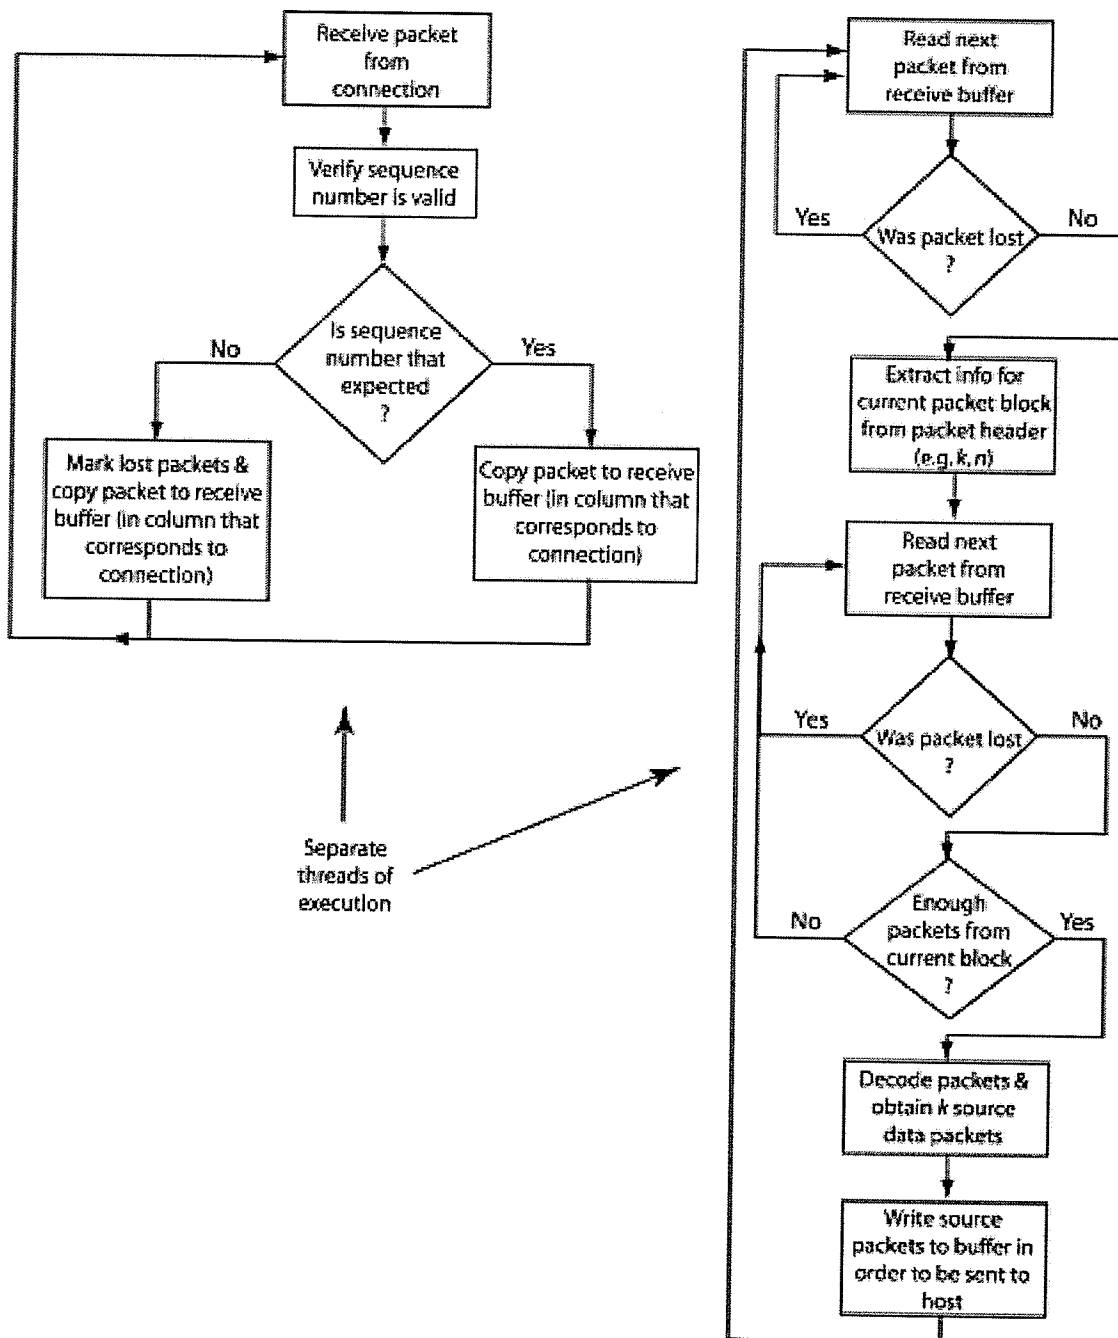 Receive packet
from
connection
Verify sequence
number is valid
Is sequence
number that
expected
?
No
Yes
Mark lost packets &
copy packet to receive
buffer (in column that
corresponds to
connection)
Copy packet to receive
buffer (in column that
corresponds to
connection)
Separate
threads of
execution
Read next
packet from
receive buffer
Yes
Was packet lost
?
No
Extract info for
current packet block
from packet header
(e.g, k, n)
Read next
packet from
receive buffer
Yes
Was packet lost
?
No
No
Enough
packets from
current block
?
Yes
Decode packets &
obtain k source
data packets
Write source
packets to buffer in
order to be sent to
host